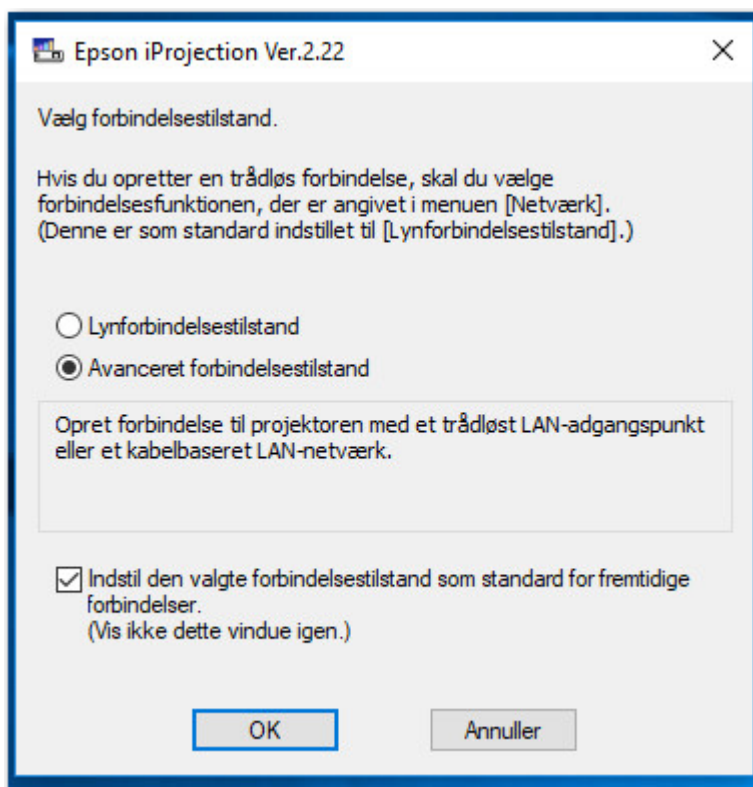 Epson iProjection Ver.2.22
Vælg forbindelsestilstand.
Hvis du opretter en trådløs forbindelse, skal du vælge
forbindelsesfunktionen, der er angivet i menuen [Netværk].
(Denne er som standard indstillet til [Lynforbindelsestilstand].)
Lynforbindelsestilstand
Avanceret forbindelsestilstand
Opret forbindelse til projektoren med et trådløst LAN-adgangspunkt
eller et kabelbaseret LAN-netværk.
Indstil den valgte forbindelsestilstand som standard for fremtidige
forbindelser.
(Vis ikke dette vindue igen.)
OK
Annuller